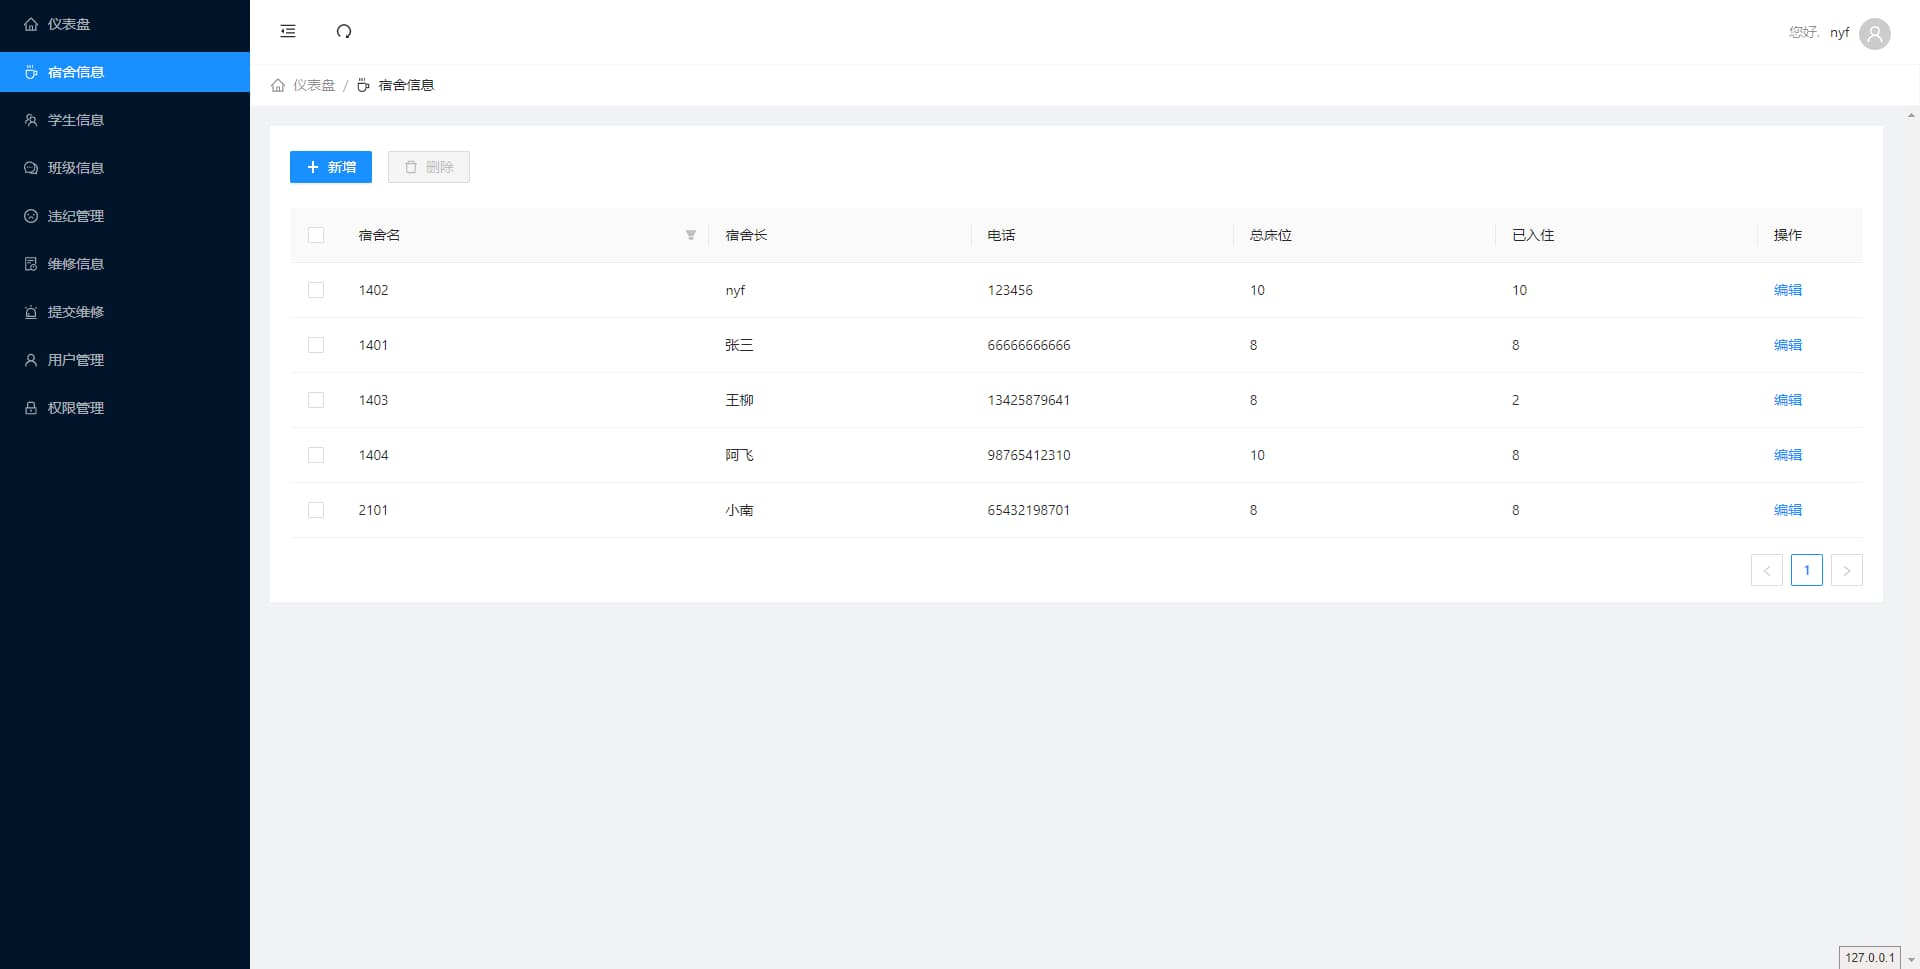 仪表盘
宿舍信息
学生信息
班级信息
违纪管理
维修信息
提交维修
用户管理
权限管理
您好, nyf
仪表盘 / 宿舍信息
新增 删除
宿舍名 宿舍长 电话 总床位 已入住 操作
1402 nyf 123456 10 10 编辑
1401 张三 66666666666 8 8 编辑
1403 王柳 13425879641 8 2 编辑
1404 阿飞 98765412310 10 8 编辑
2101 小南 65432198701 8 8 编辑
1
127.0.0.1